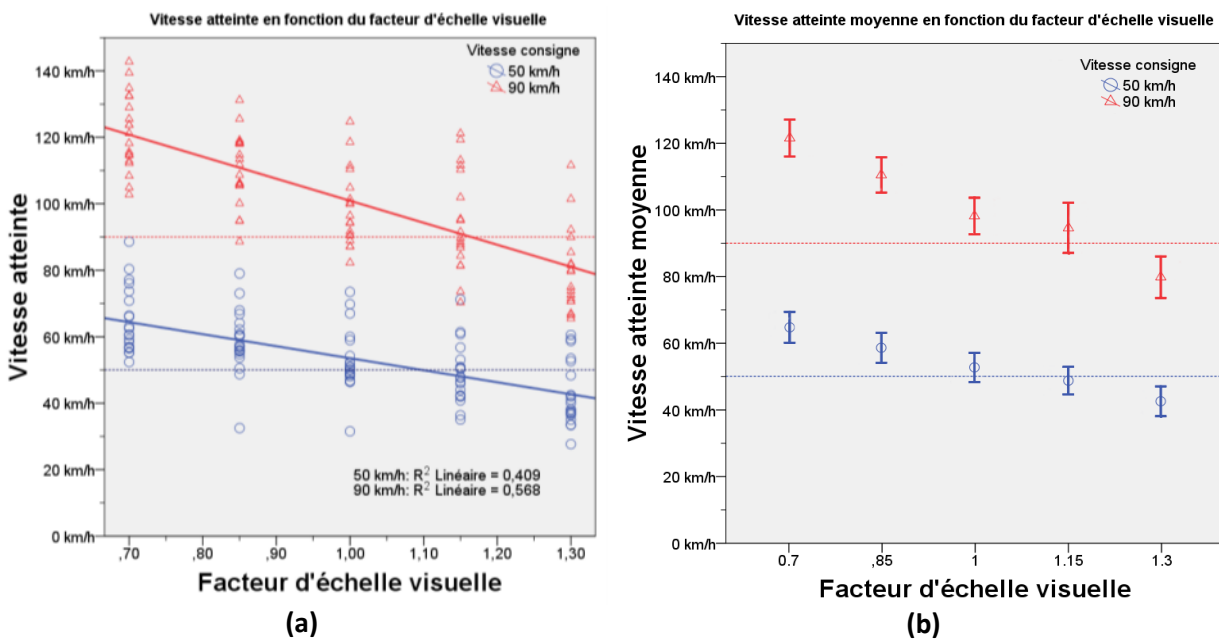 Vitesse atteinte en fonction du facteur d'échelle visuelle
Vitesse consigne
50 km/h
90 km/h
140 km/h
120 km/h
100 km/h
80 km/h
60 km/h
40 km/h
20 km/h
0 km/h
Vitesse atteinte
50 km/h: R² Linéaire = 0,409
90 km/h: R² Linéaire = 0,568
,70 ,80 ,90 1,00 1,10 1,20 1,30
Facteur d'échelle visuelle
(a)
Vitesse atteinte moyenne en fonction du facteur d'échelle visuelle
Vitesse consigne
50 km/h
90 km/h
140 km/h
120 km/h
100 km/h
80 km/h
60 km/h
40 km/h
20 km/h
0 km/h
Vitesse atteinte moyenne
0.7 ,85 1 1.15 1.3
Facteur d'échelle visuelle
(b)